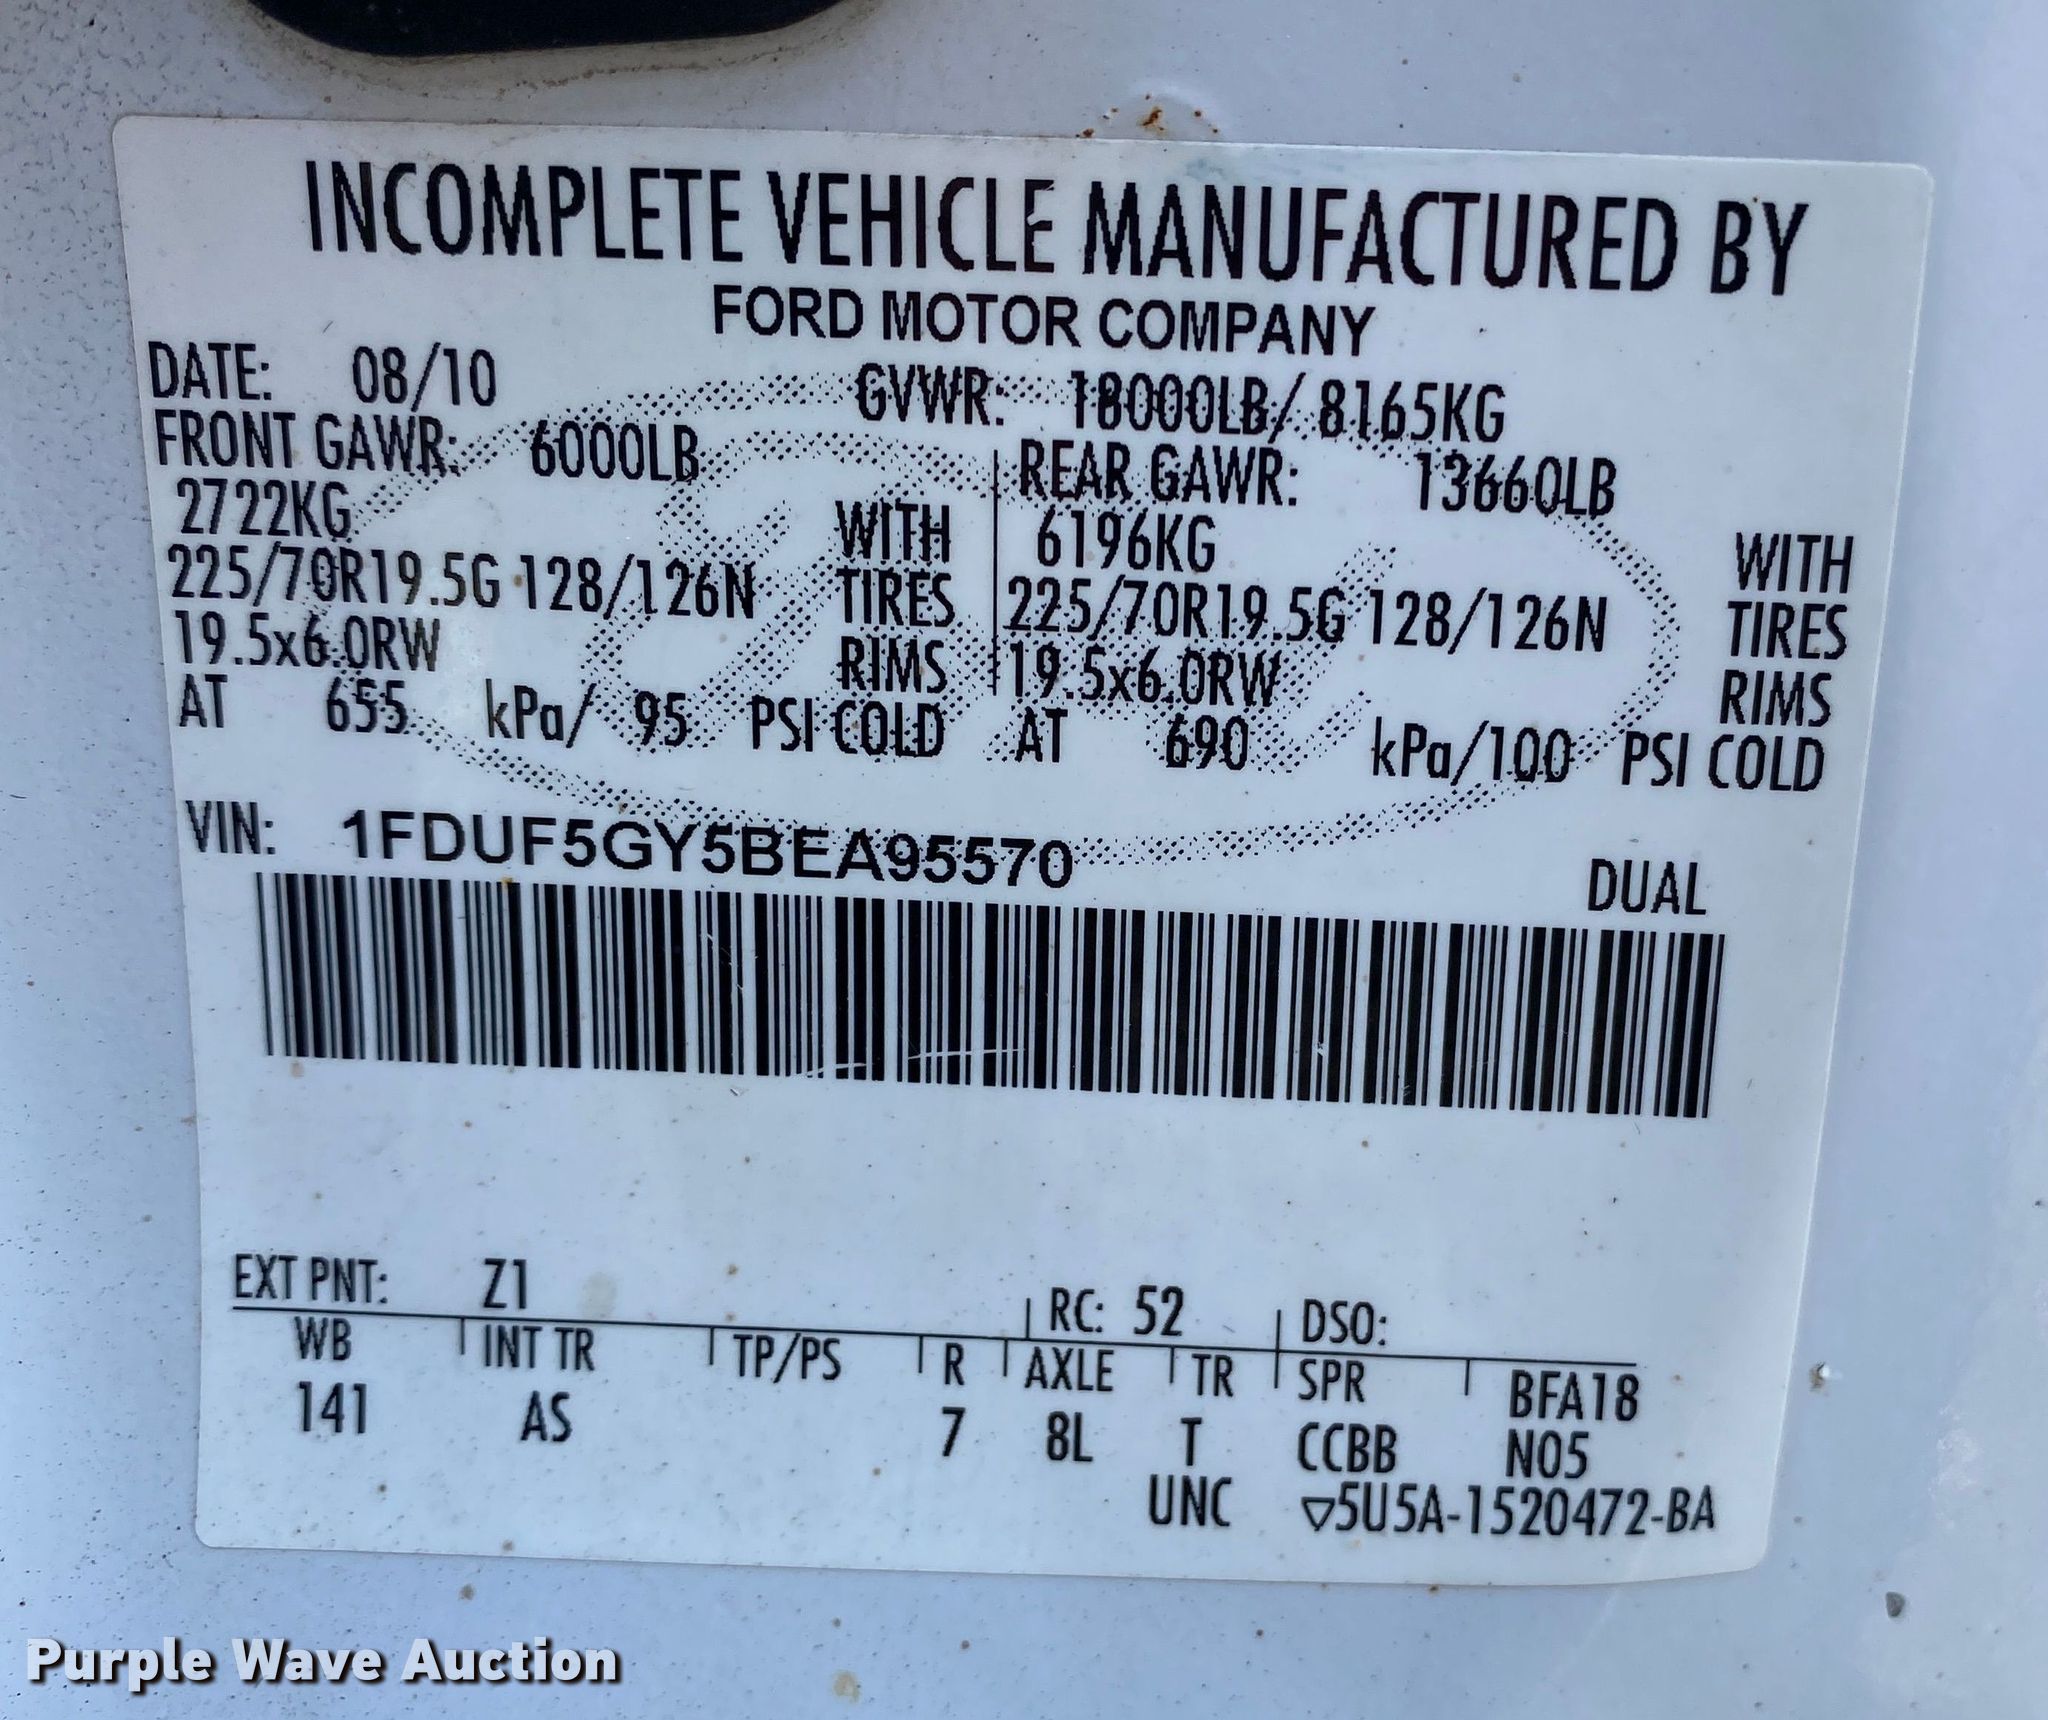 INCOMPLETE VEHICLE MANUFACTURED BY
FORD MOTOR COMPANY
DATE: 08/10 GVWR: 18000LB/ 8165KG
FRONT GAWR: 6000LB REAR GAWR: 13660LB
2722KG WITH 6196KG WITH
225/70R19.5G 128/126N TIRES 225/70R19.5G 128/126N TIRES
19.5x6.0RW RIMS 19.5x6.0RW RIMS
AT 655 kPa/ 95 PSI COLD AT 690 kPa/100 PSI COLD
VIN: 1FDUF5GY5BEA95570 DUAL
EXT PNT: Z1 RC: 52 DSO:
WB INT TR TP/PS R AXLE TR SPR BFA18
141 AS 7 8L T CCBB N05
UNC ▽5U5A-1520472-BA
Purple Wave Auction